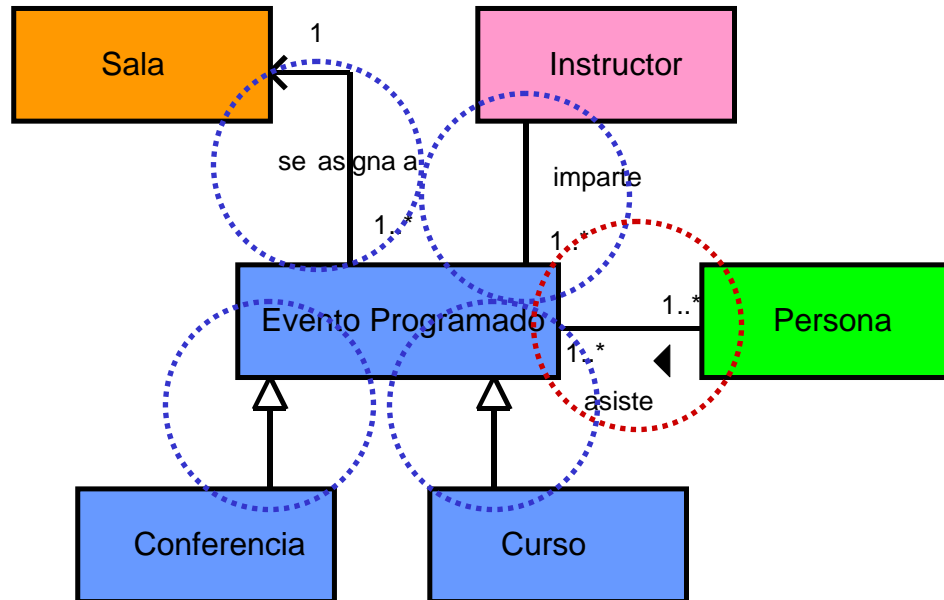 1
Sala
Instructor
se asigna a
imparte
1..*
1..*
Evento Programado
1..*
Persona
1..*
asiste
Conferencia
Curso